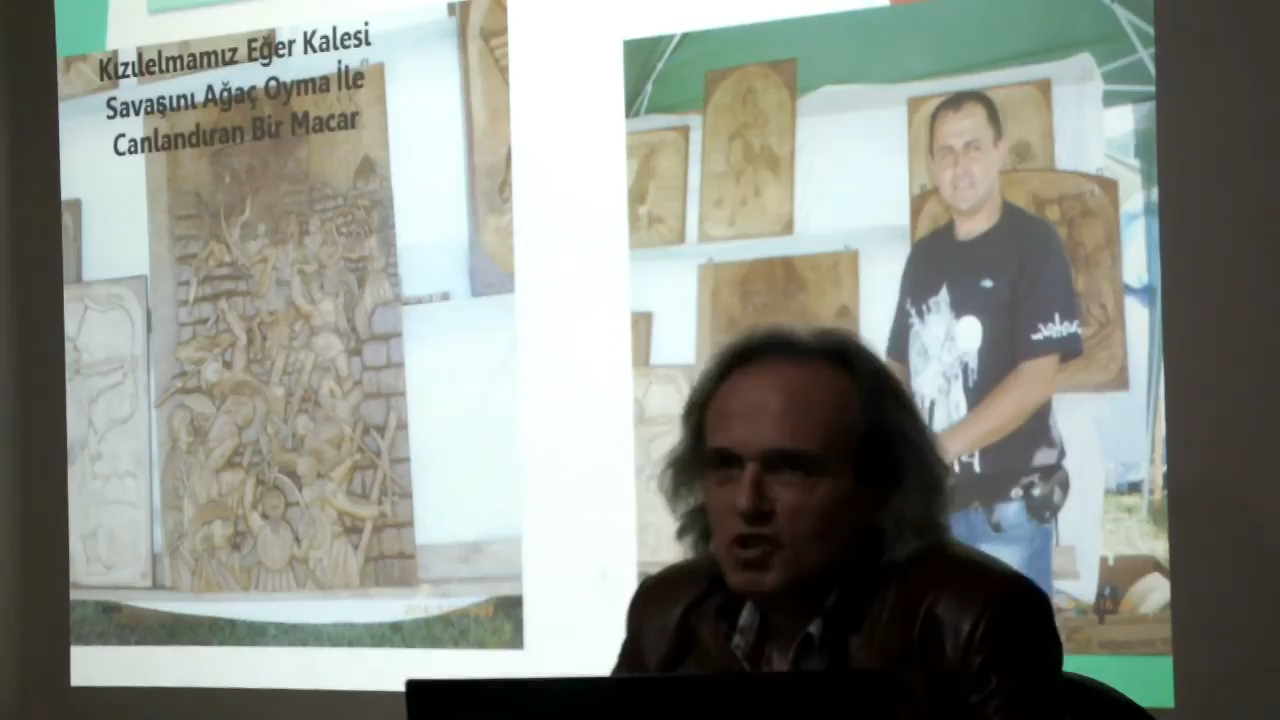 Kızılelmamız Eğer Kalesi
Savaşını Ağaç Oyma İle
Canlandıran Bir Macar